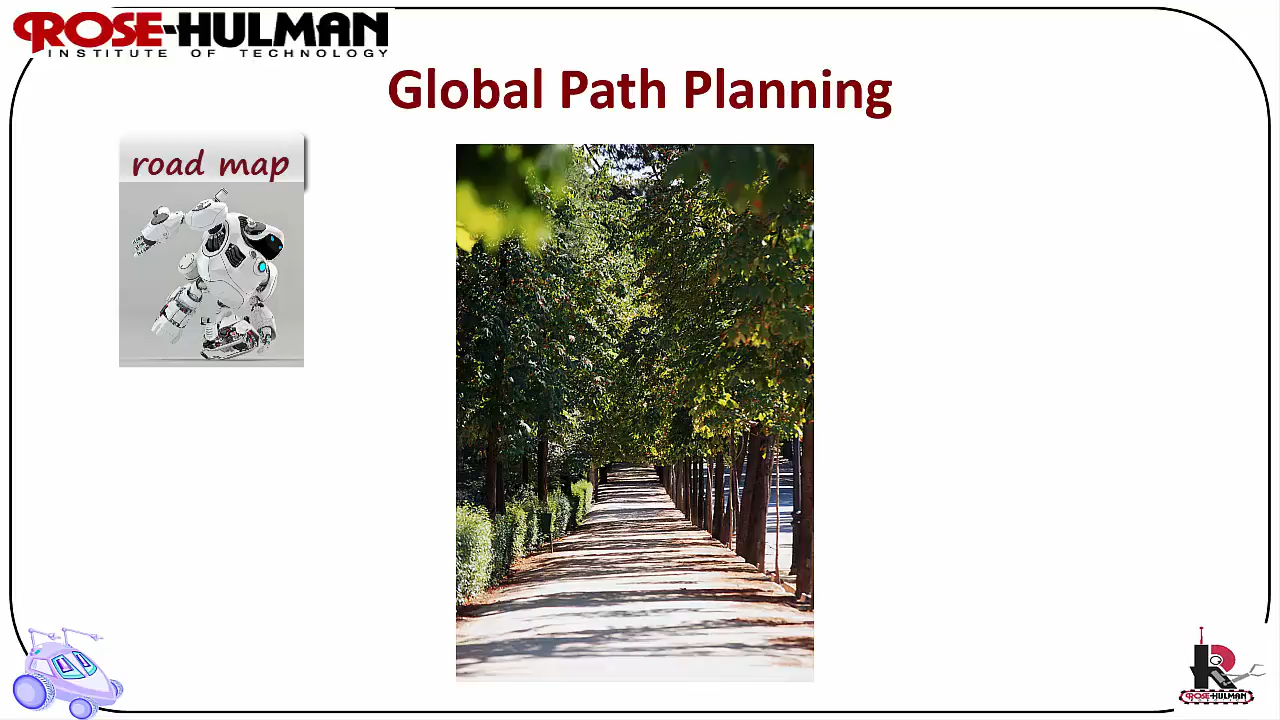 ROSE-HULMAN
INSTITUTE OF TECHNOLOGY
Global Path Planning
road map
R
ROSE-HULMAN